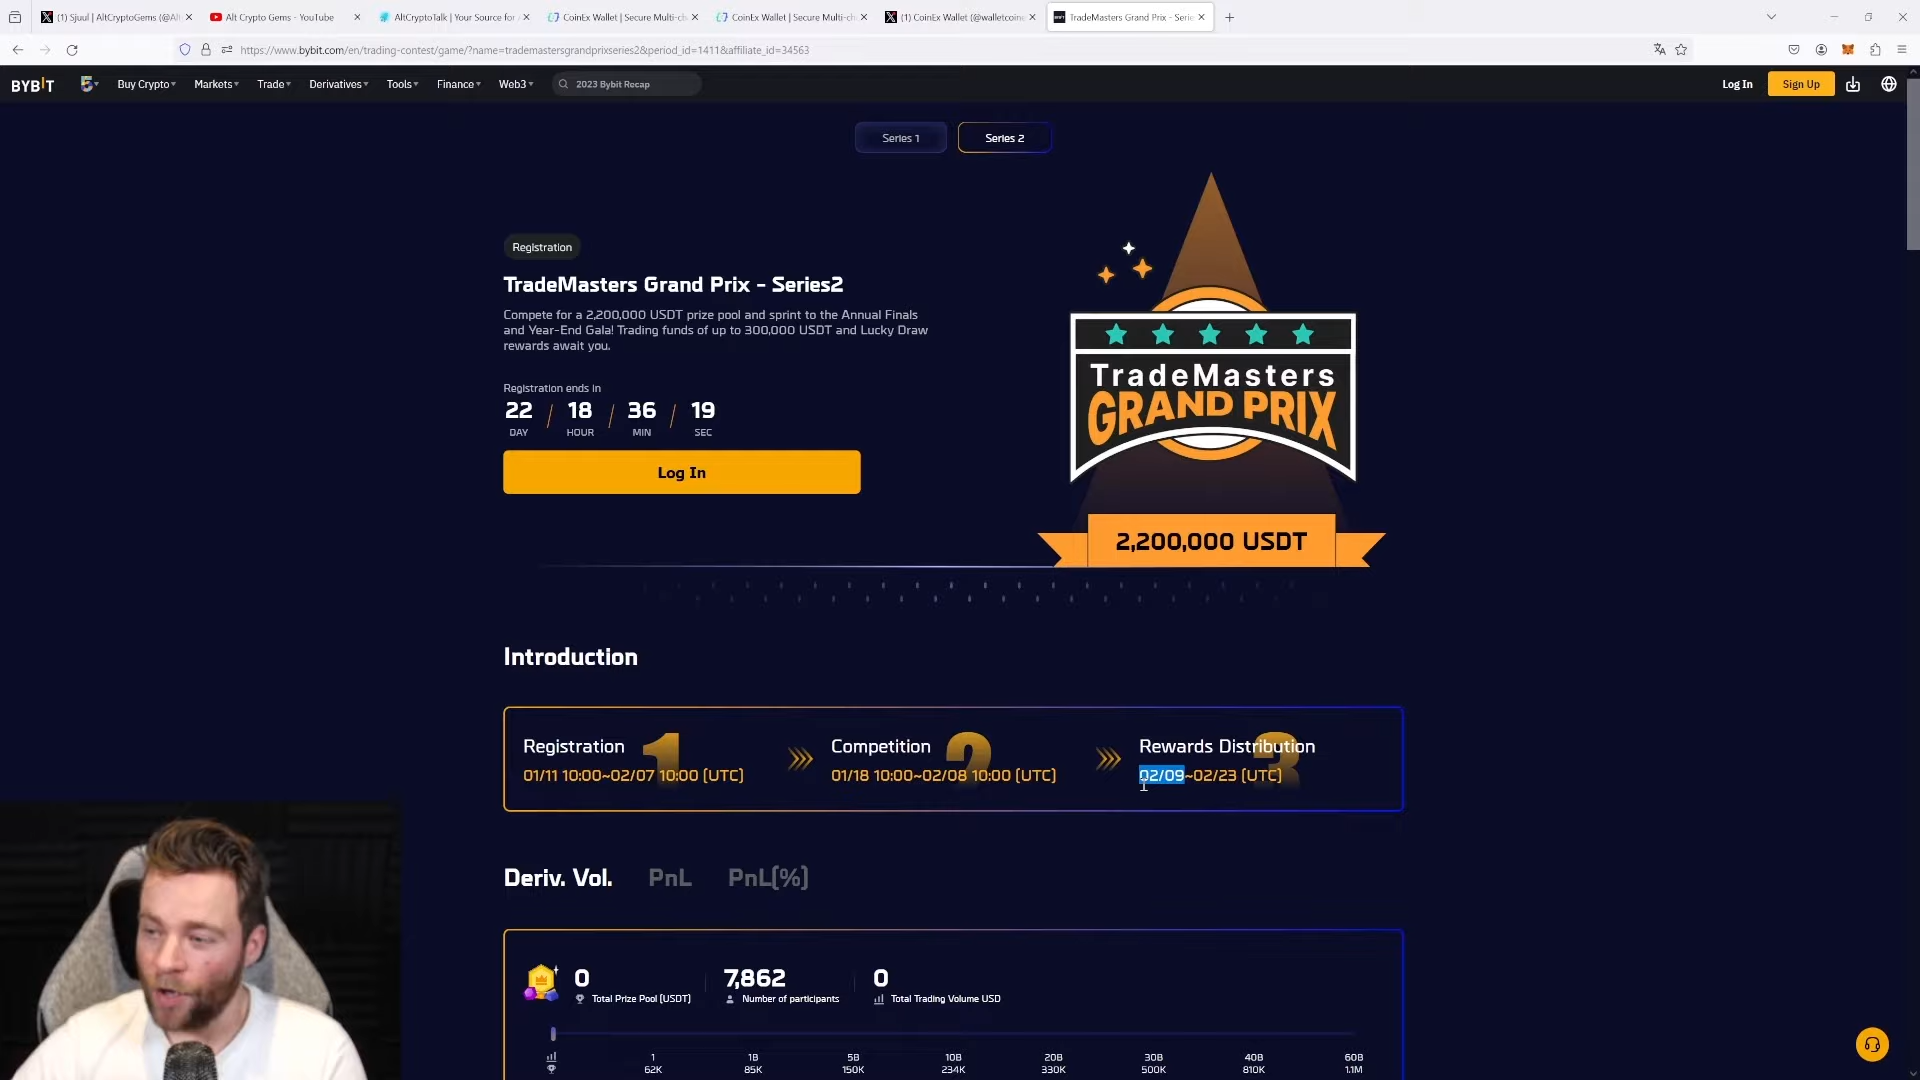 (1) Sjuul | AltCryptoGems (@Al
Alt Crypto Gems - YouTube
AltCryptoTalk | Your Source for A
CoinEx Wallet | Secure Multi-ch
CoinEx Wallet | Secure Multi-ch
(1) CoinEx Wallet (@walletcoine
TradeMasters Grand Prix - Serie
https://www.bybit.com/en/trading-contest/game/?name=trademastersgrandprixseries2&period_id=1411&affiliate_id=34563
BYBIT
Buy Crypto
Markets
Trade
Derivatives
Tools
Finance
Web3
2023 Bybit Recap
Log In
Sign Up
Series 1
Series 2
Registration
TradeMasters Grand Prix - Series2
Compete for a 2,200,000 USDT prize pool and sprint to the Annual Finals
and Year-End Gala! Trading funds of up to 300,000 USDT and Lucky Draw
rewards await you.
Registration ends in
22 / 18 / 36 / 19
DAY HOUR MIN SEC
Log In
TradeMasters
GRAND PRIX
2,200,000 USDT
Introduction
Registration 1
01/11 10:00~02/07 10:00 (UTC)
Competition 2
01/18 10:00~02/08 10:00 (UTC)
Rewards Distribution 3
02/09~02/23 (UTC)
Deriv. Vol. PnL PnL(%)
0
Total Prize Pool (USDT)
7,862
Number of participants
0
Total Trading Volume USD
1 1B 5B 10B 20B 30B 40B 60B
62K 85K 150K 234K 330K 500K 810K 1.1M